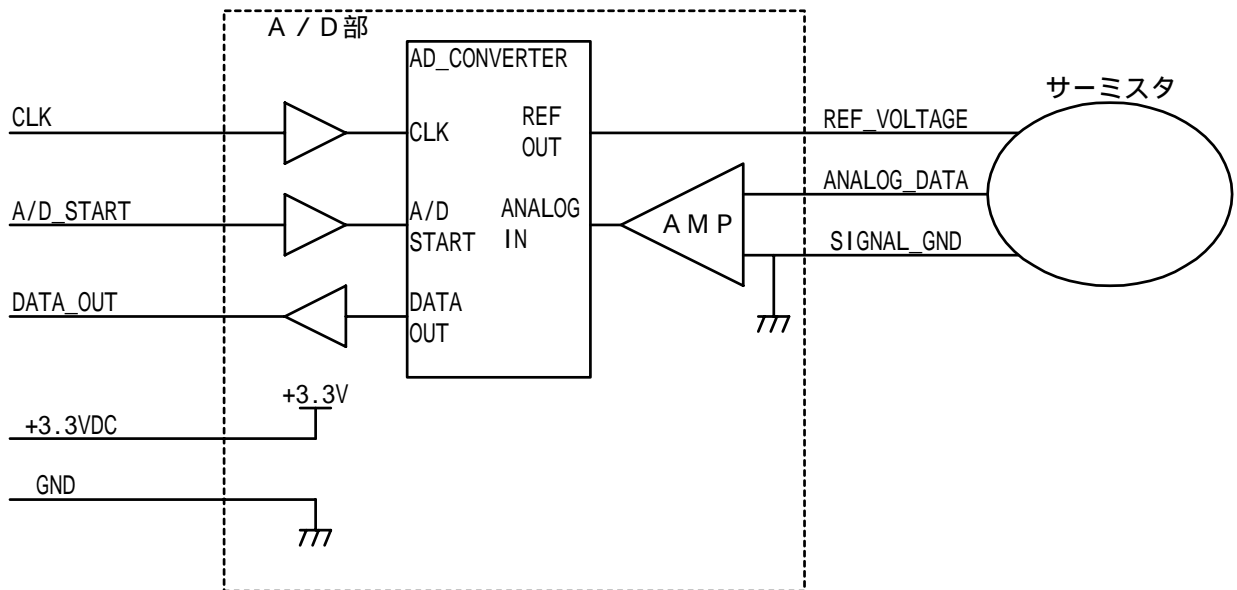 A/D部
AD_CONVERTER
サーミスタ
CLK
CLK
REF
OUT
REF_VOLTAGE
ANALOG_DATA
A/D_START
A/D
START
ANALOG
IN
AMP
SIGNAL_GND
DATA_OUT
DATA
OUT
+3.3V
+3.3VDC
GND